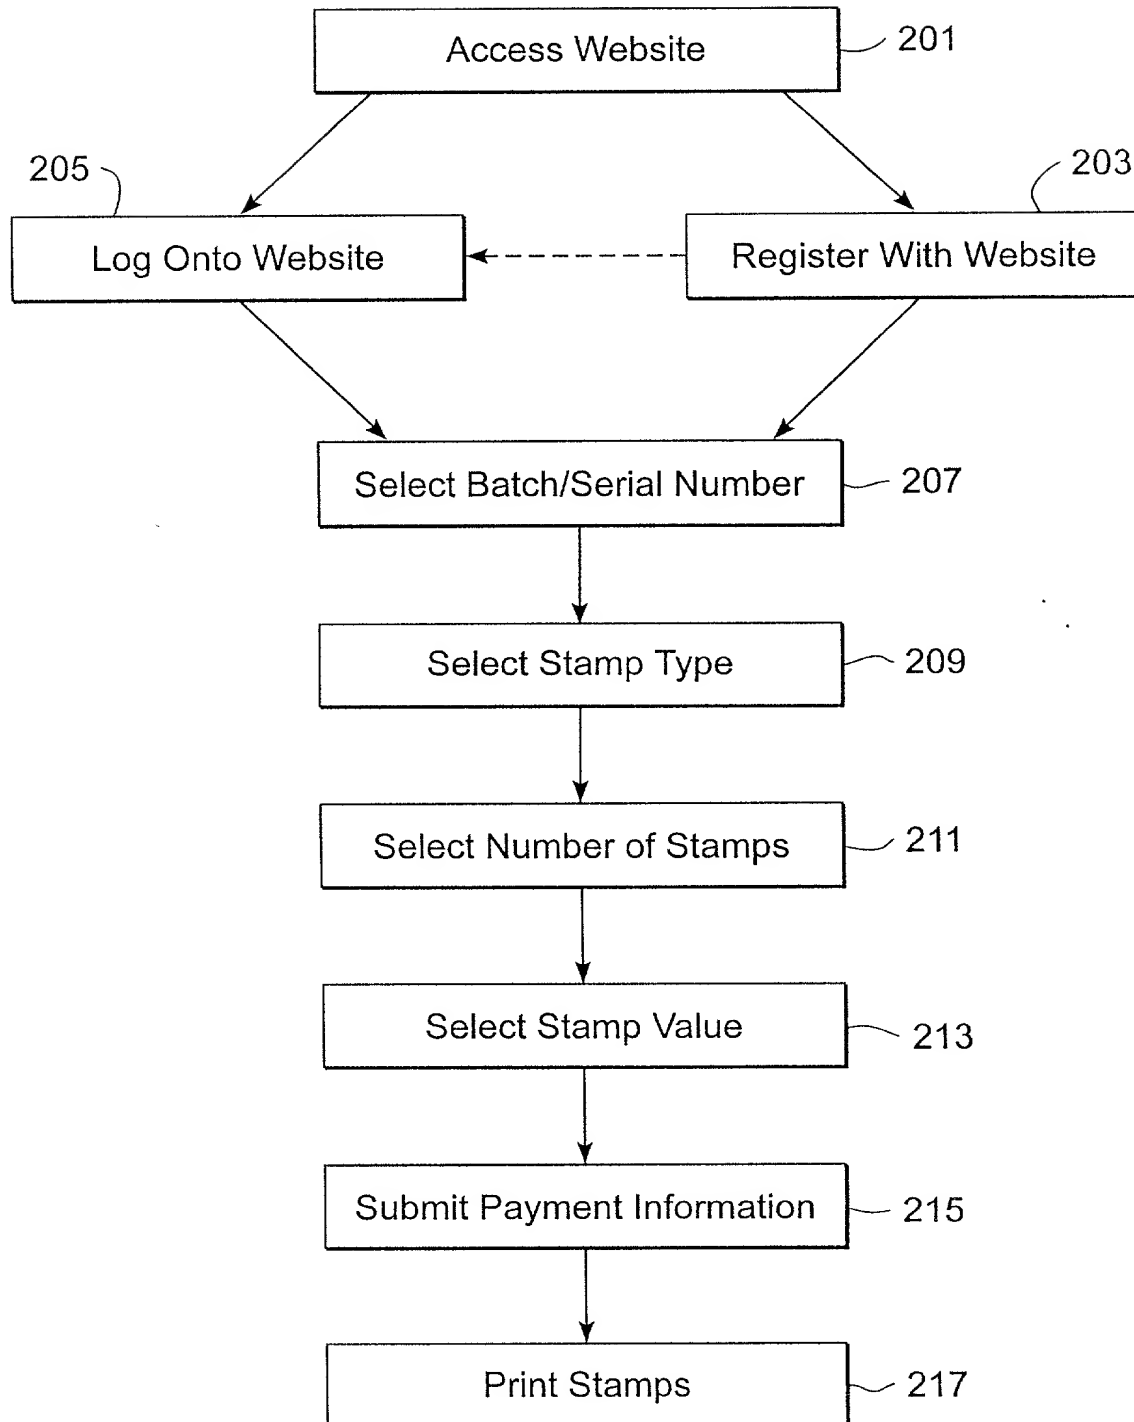 Access Website
201
205
203
Log Onto Website
Register With Website
Select Batch/Serial Number
207
Select Stamp Type
209
Select Number of Stamps
211
Select Stamp Value
213
Submit Payment Information
215
Print Stamps
217